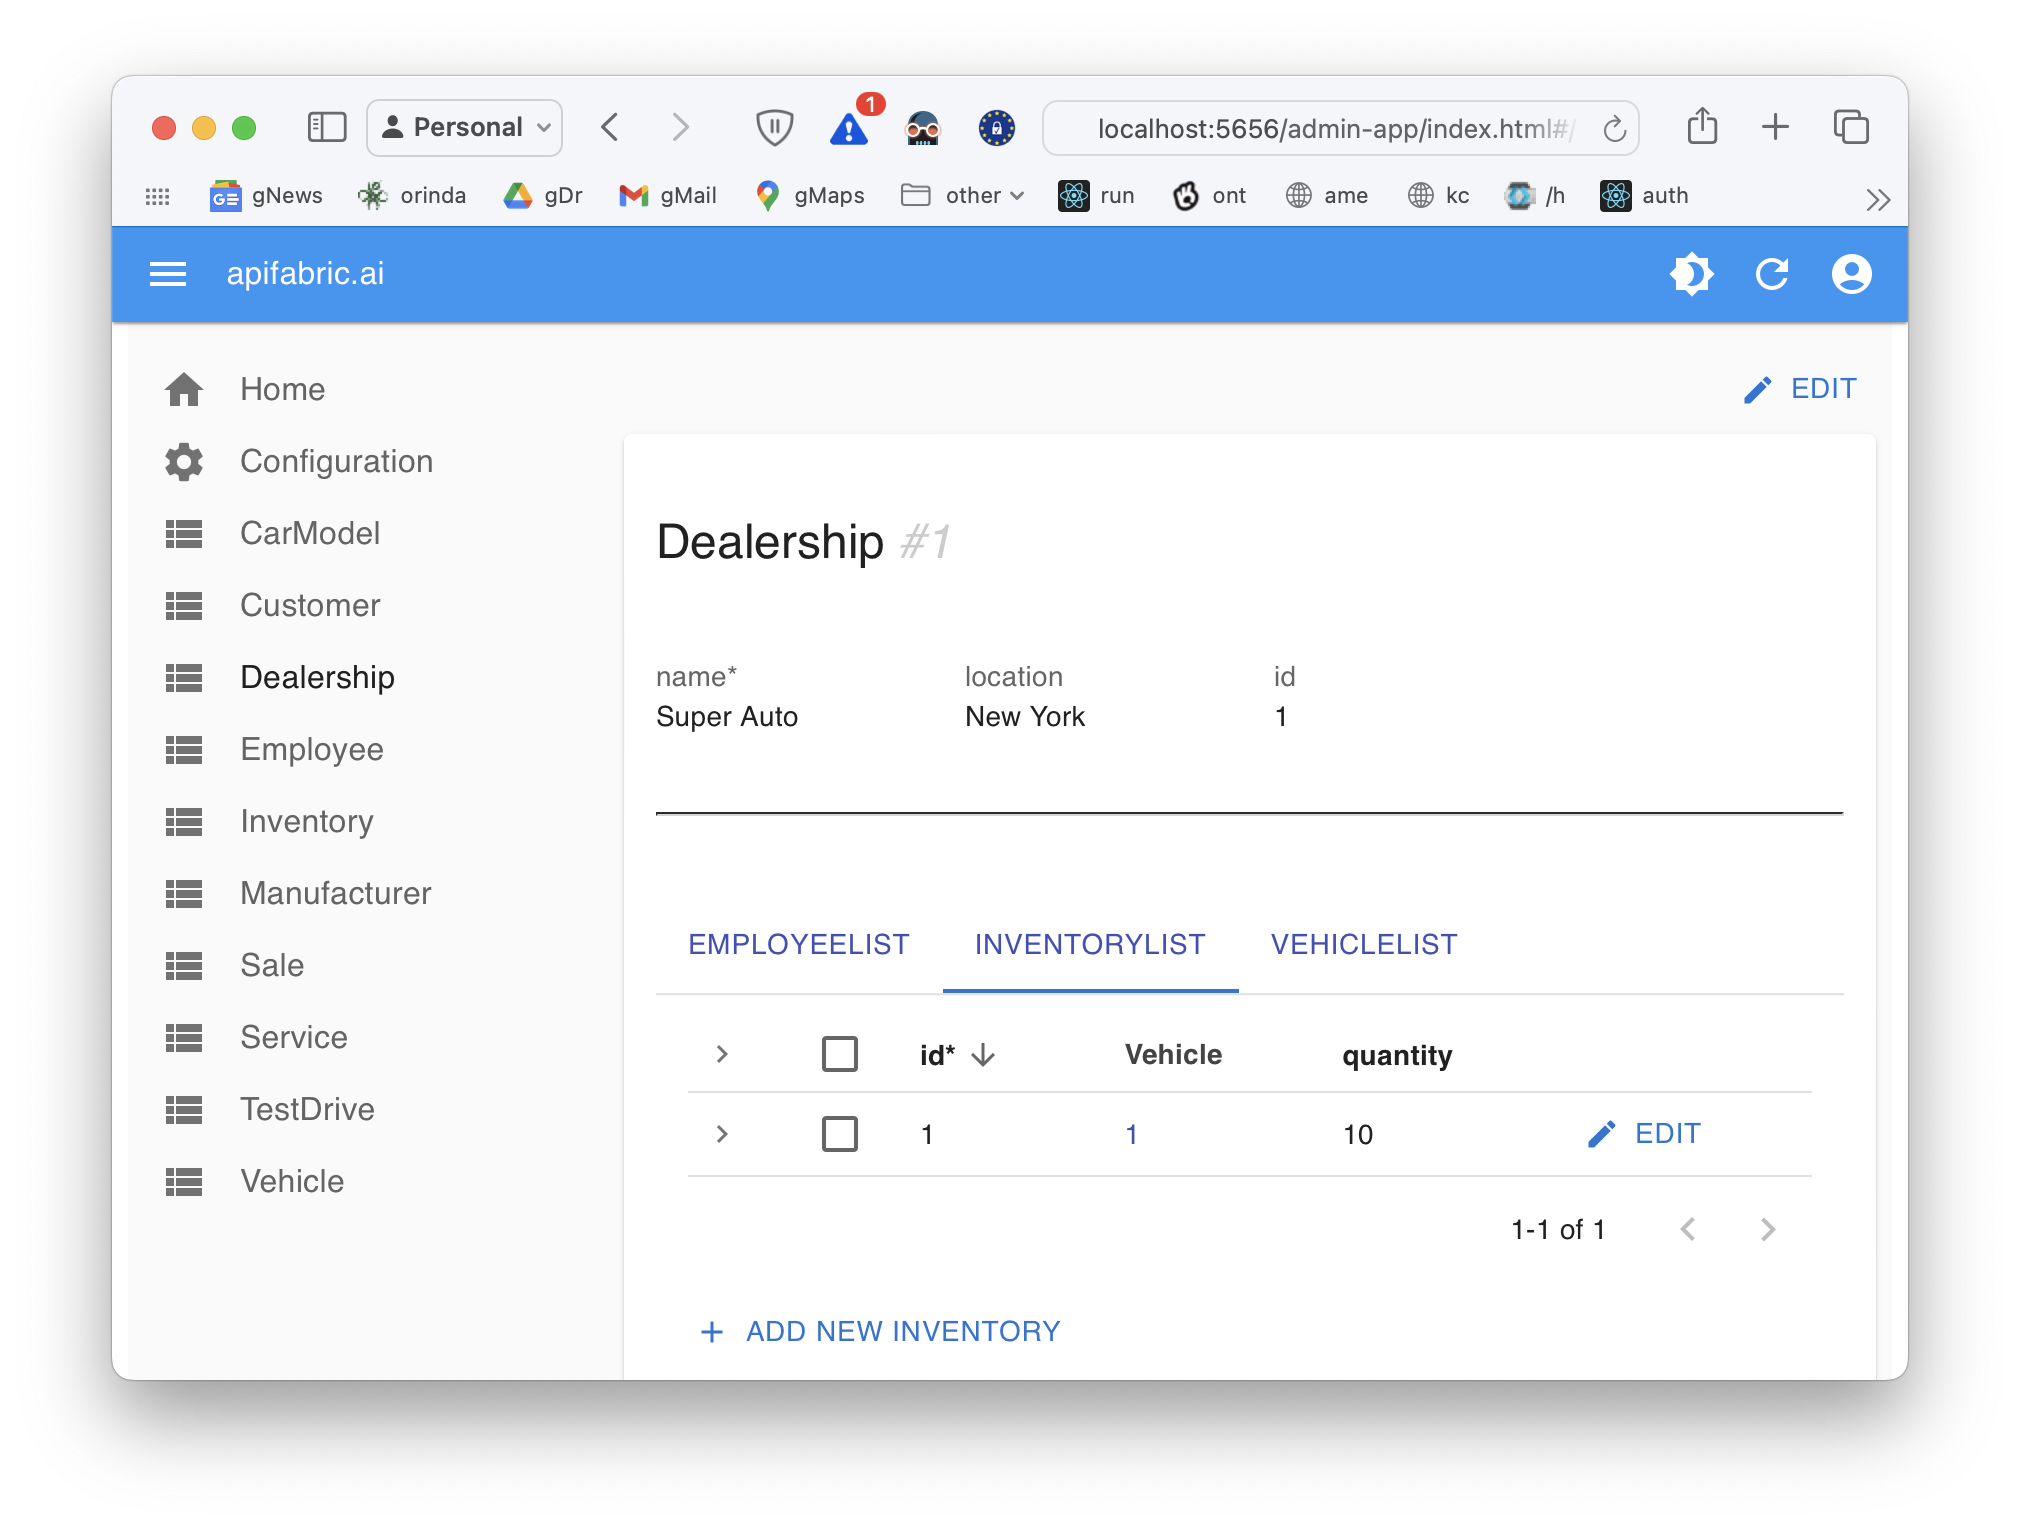 Personal
1
localhost:5656/admin-app/index.html#/
gNews orinda gDr gMail gMaps other run ont ame kc /h auth
apifabric.ai
Home
EDIT
Configuration
CarModel
Customer
Dealership
Employee
Inventory
Manufacturer
Sale
Service
TestDrive
Vehicle
Dealership #1
name* location id
Super Auto New York 1
EMPLOYEELIST INVENTORYLIST VEHICLELIST
id* Vehicle quantity
1 1 10 EDIT
1-1 of 1
ADD NEW INVENTORY